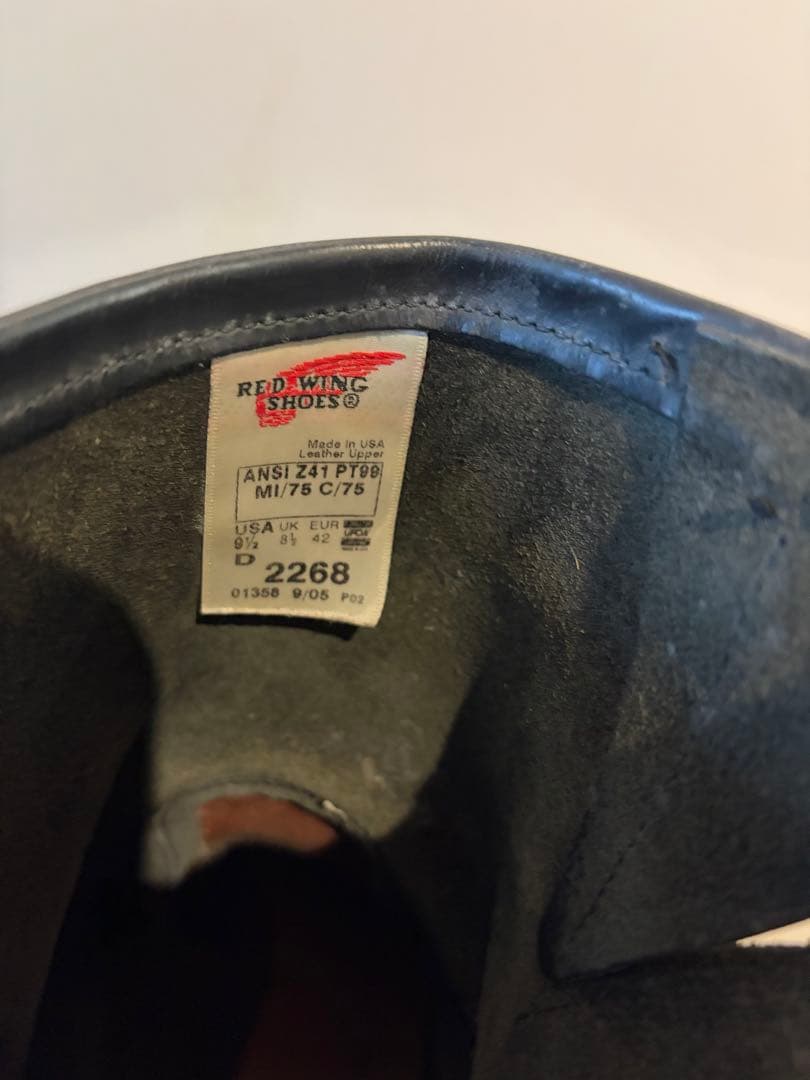 RED WING
SHOES®
Made in USA
Leather Upper
ANSI Z41 PT99
MI/75 C/75
USA UK EUR
9½ 8½ 42
D 2268
01358 9/05 P02